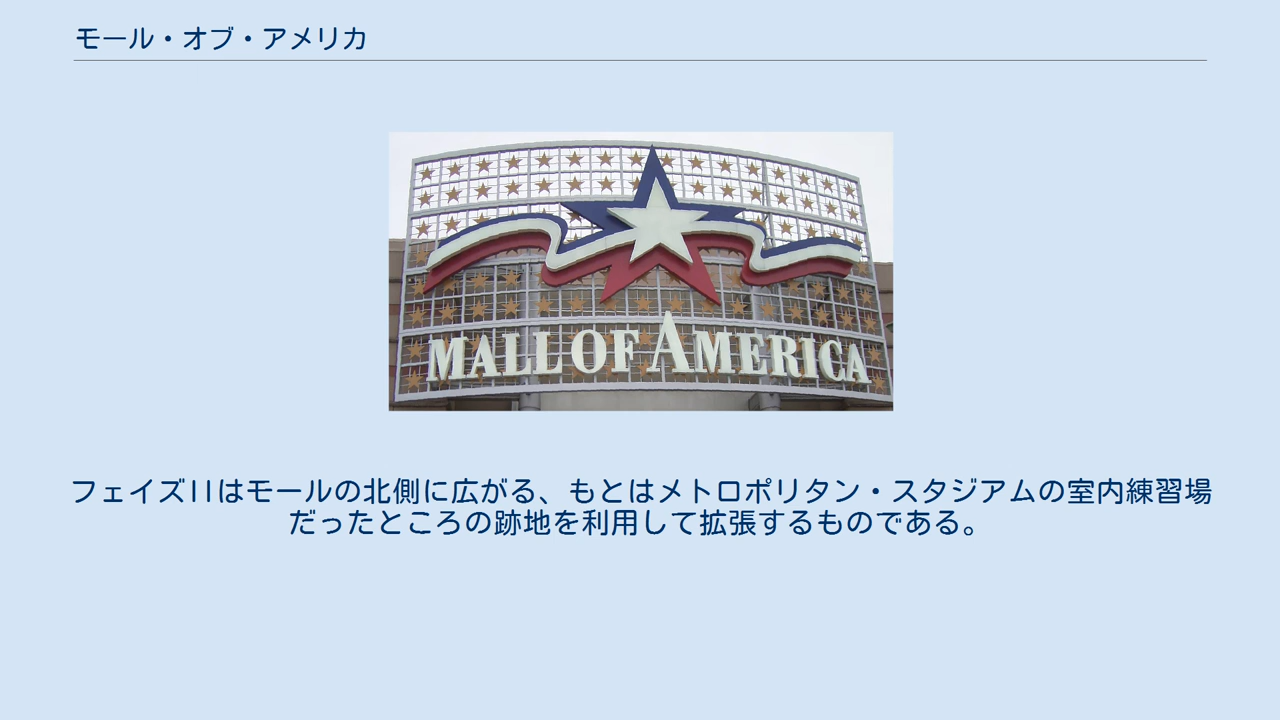 モール・オブ・アメリカ
MALL OF AMERICA
フェイズIIはモールの北側に広がる、もとはメトロポリタン・スタジアムの室内練習場
だったところの跡地を利用して拡張するものである。